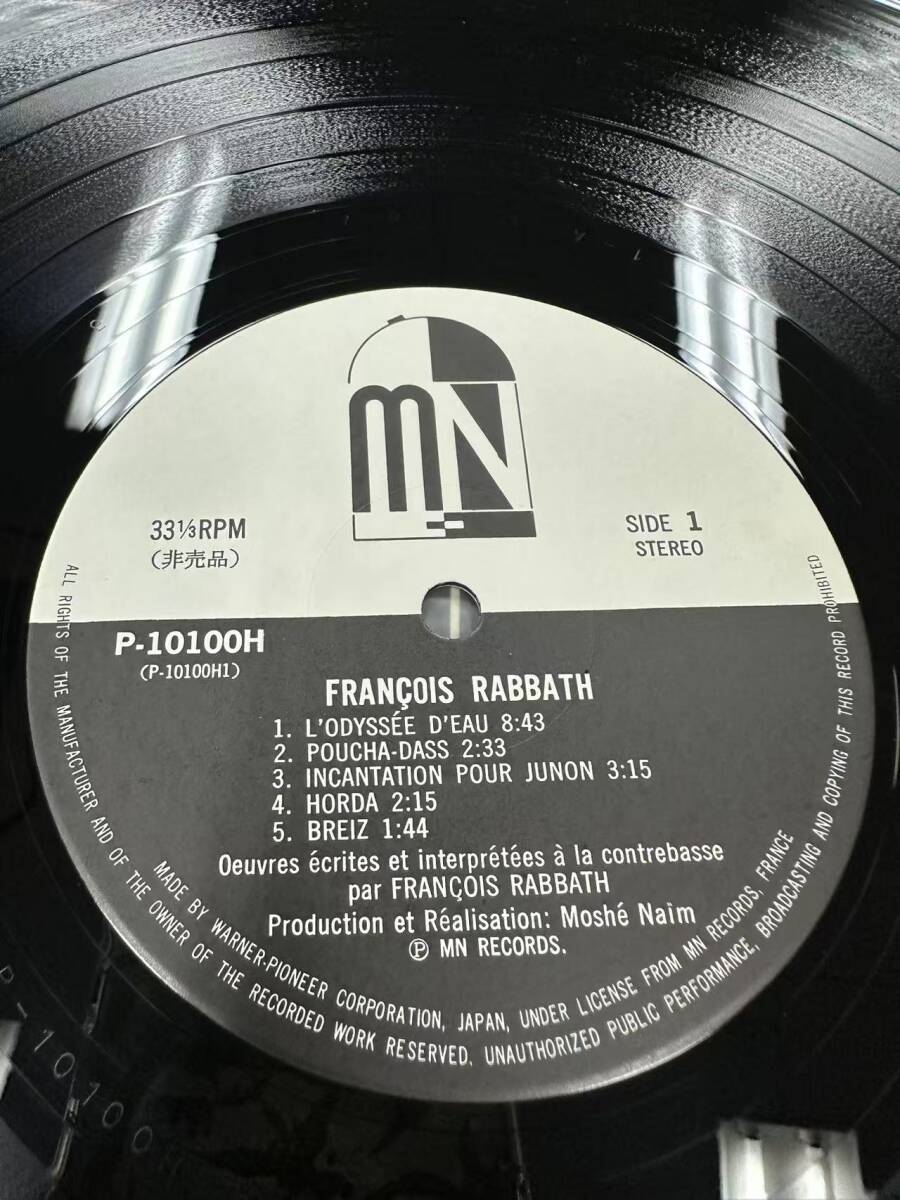 MN
33⅓RPM
(非売品)
SIDE 1
STEREO
P-10100H
(P-10100H1)
FRANÇOIS RABBATH
1. L'ODYSSÉE D'EAU 8:43
2. POUCHA-DASS 2:33
3. INCANTATION POUR JUNON 3:15
4. HORDA 2:15
5. BREIZ 1:44
Oeuvres écrites et interprétées à la contrebasse
par FRANÇOIS RABBATH
Production et Réalisation: Moshé Naïm
Ⓟ MN RECORDS.
MADE BY WARNER-PIONEER CORPORATION, JAPAN, UNDER LICENSE FROM MN RECORDS, FRANCE
ALL RIGHTS OF THE MANUFACTURER AND OF THE OWNER OF THE RECORDED WORK RESERVED. UNAUTHORIZED PUBLIC PERFORMANCE, BROADCASTING AND COPYING OF THIS RECORD PROHIBITED
P-10100H